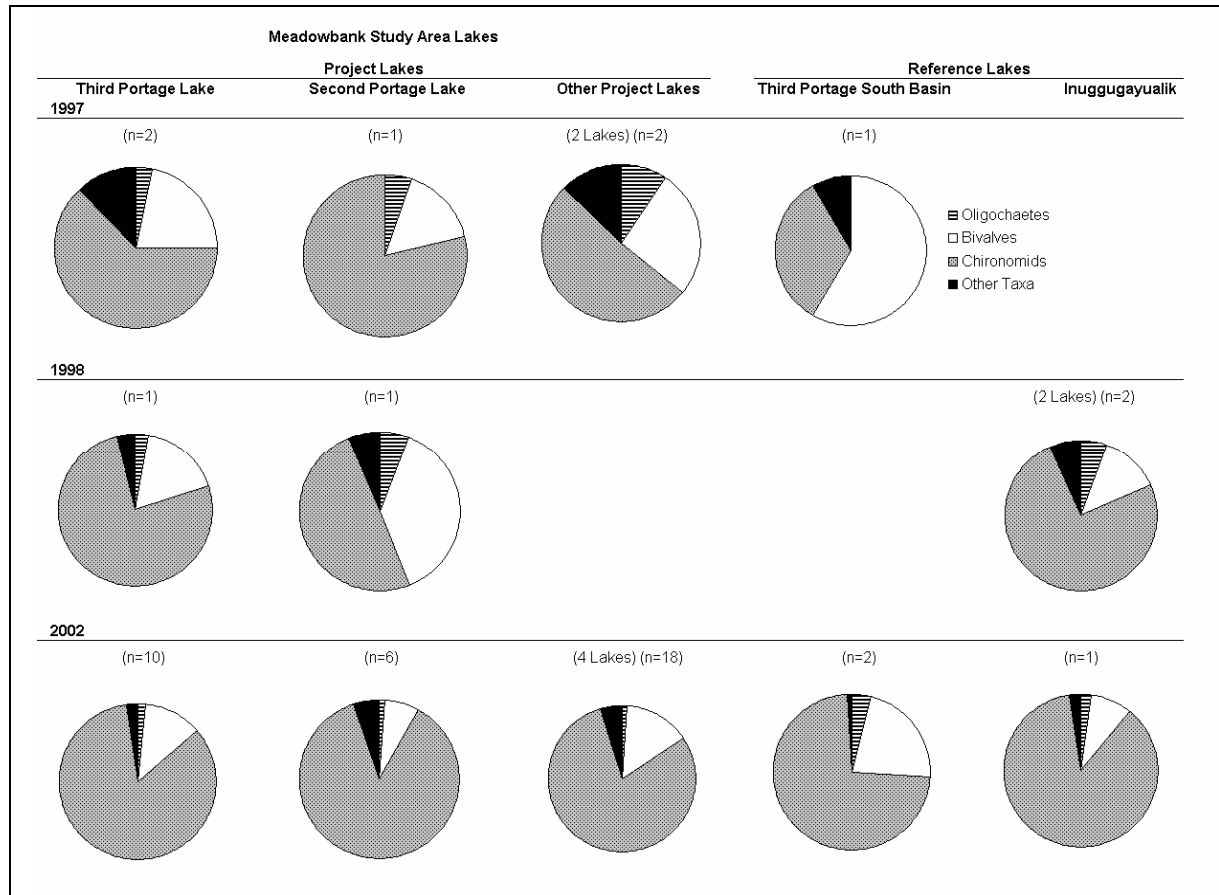 Meadowbank Study Area Lakes
Project Lakes Reference Lakes
Third Portage Lake Second Portage Lake Other Project Lakes Third Portage South Basin Inuggugayualik
1997
(n=2) (n=1) (2 Lakes) (n=2) (n=1)
Oligochaetes
Bivalves
Chironomids
Other Taxa
1998
(n=1) (n=1) (2 Lakes) (n=2)
2002
(n=10) (n=6) (4 Lakes) (n=18) (n=2) (n=1)